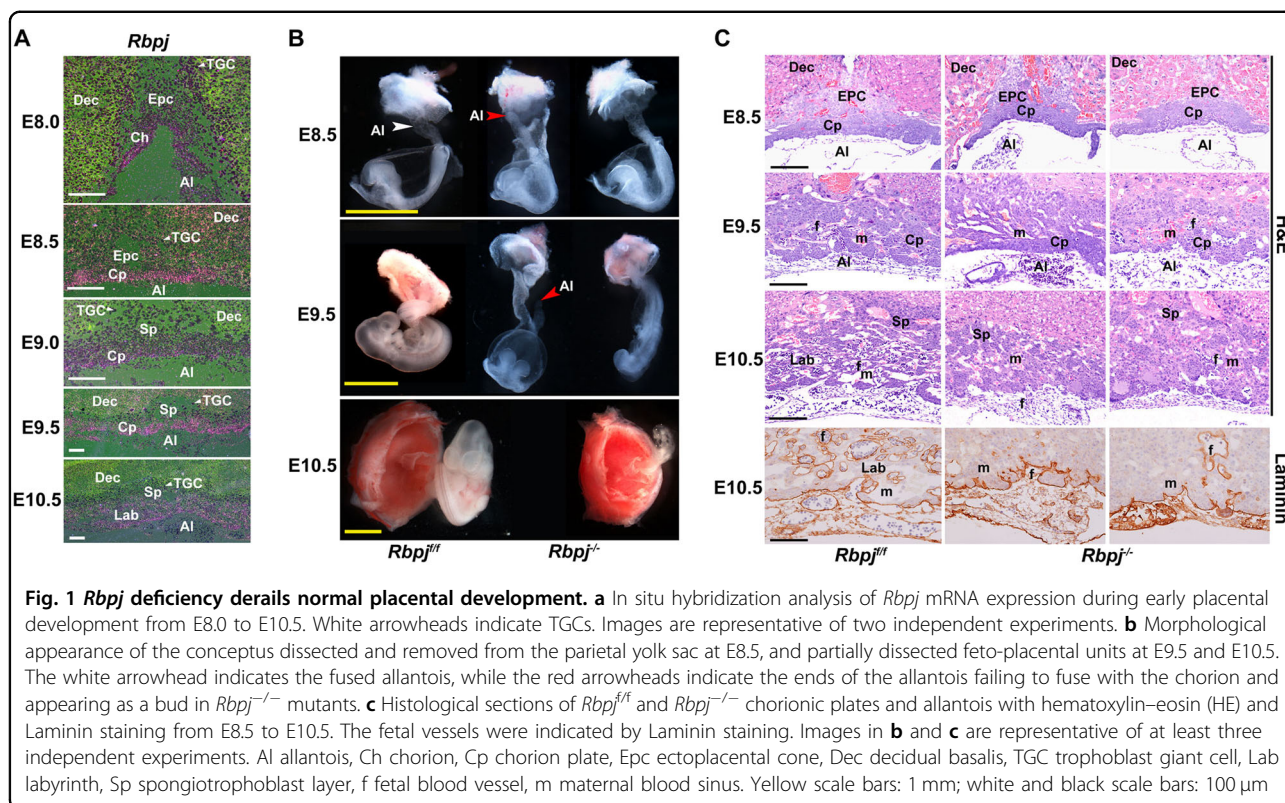 A
Rbpj
TGC
Dec
Epc
Ch
Al
E8.0
Dec
TGC
Epc
Cp
Al
E8.5
TGC
Dec
Sp
Cp
Al
E9.0
Dec
Sp
TGC
Cp
Al
E9.5
Dec
Sp
TGC
Lab
Al
E10.5
B
Al
Al
E8.5
Al
E9.5
E10.5
Rbpj^f/f
Rbpj^-/-
C
Dec
EPC
Cp
Al
Dec
EPC
Cp
Al
Dec
EPC
Cp
Al
E8.5
f
m
Cp
Al
m
Cp
Al
f
m
Cp
Al
E9.5
Sp
Lab
f
m
Sp
m
f
Sp
f
m
E10.5
H&E
f
Lab
m
m
f
f
m
E10.5
Laminin
Rbpj^f/f
Rbpj^-/-
Fig. 1 Rbpj deficiency derails normal placental development. a In situ hybridization analysis of Rbpj mRNA expression during early placental
development from E8.0 to E10.5. White arrowheads indicate TGCs. Images are representative of two independent experiments. b Morphological
appearance of the conceptus dissected and removed from the parietal yolk sac at E8.5, and partially dissected feto-placental units at E9.5 and E10.5.
The white arrowhead indicates the fused allantois, while the red arrowheads indicate the ends of the allantois failing to fuse with the chorion and
appearing as a bud in Rbpj−/− mutants. c Histological sections of Rbpjf/f and Rbpj−/− chorionic plates and allantois with hematoxylin–eosin (HE) and
Laminin staining from E8.5 to E10.5. The fetal vessels were indicated by Laminin staining. Images in b and c are representative of at least three
independent experiments. Al allantois, Ch chorion, Cp chorion plate, Epc ectoplacental cone, Dec decidual basalis, TGC trophoblast giant cell, Lab
labyrinth, Sp spongiotrophoblast layer, f fetal blood vessel, m maternal blood sinus. Yellow scale bars: 1 mm; white and black scale bars: 100 μm